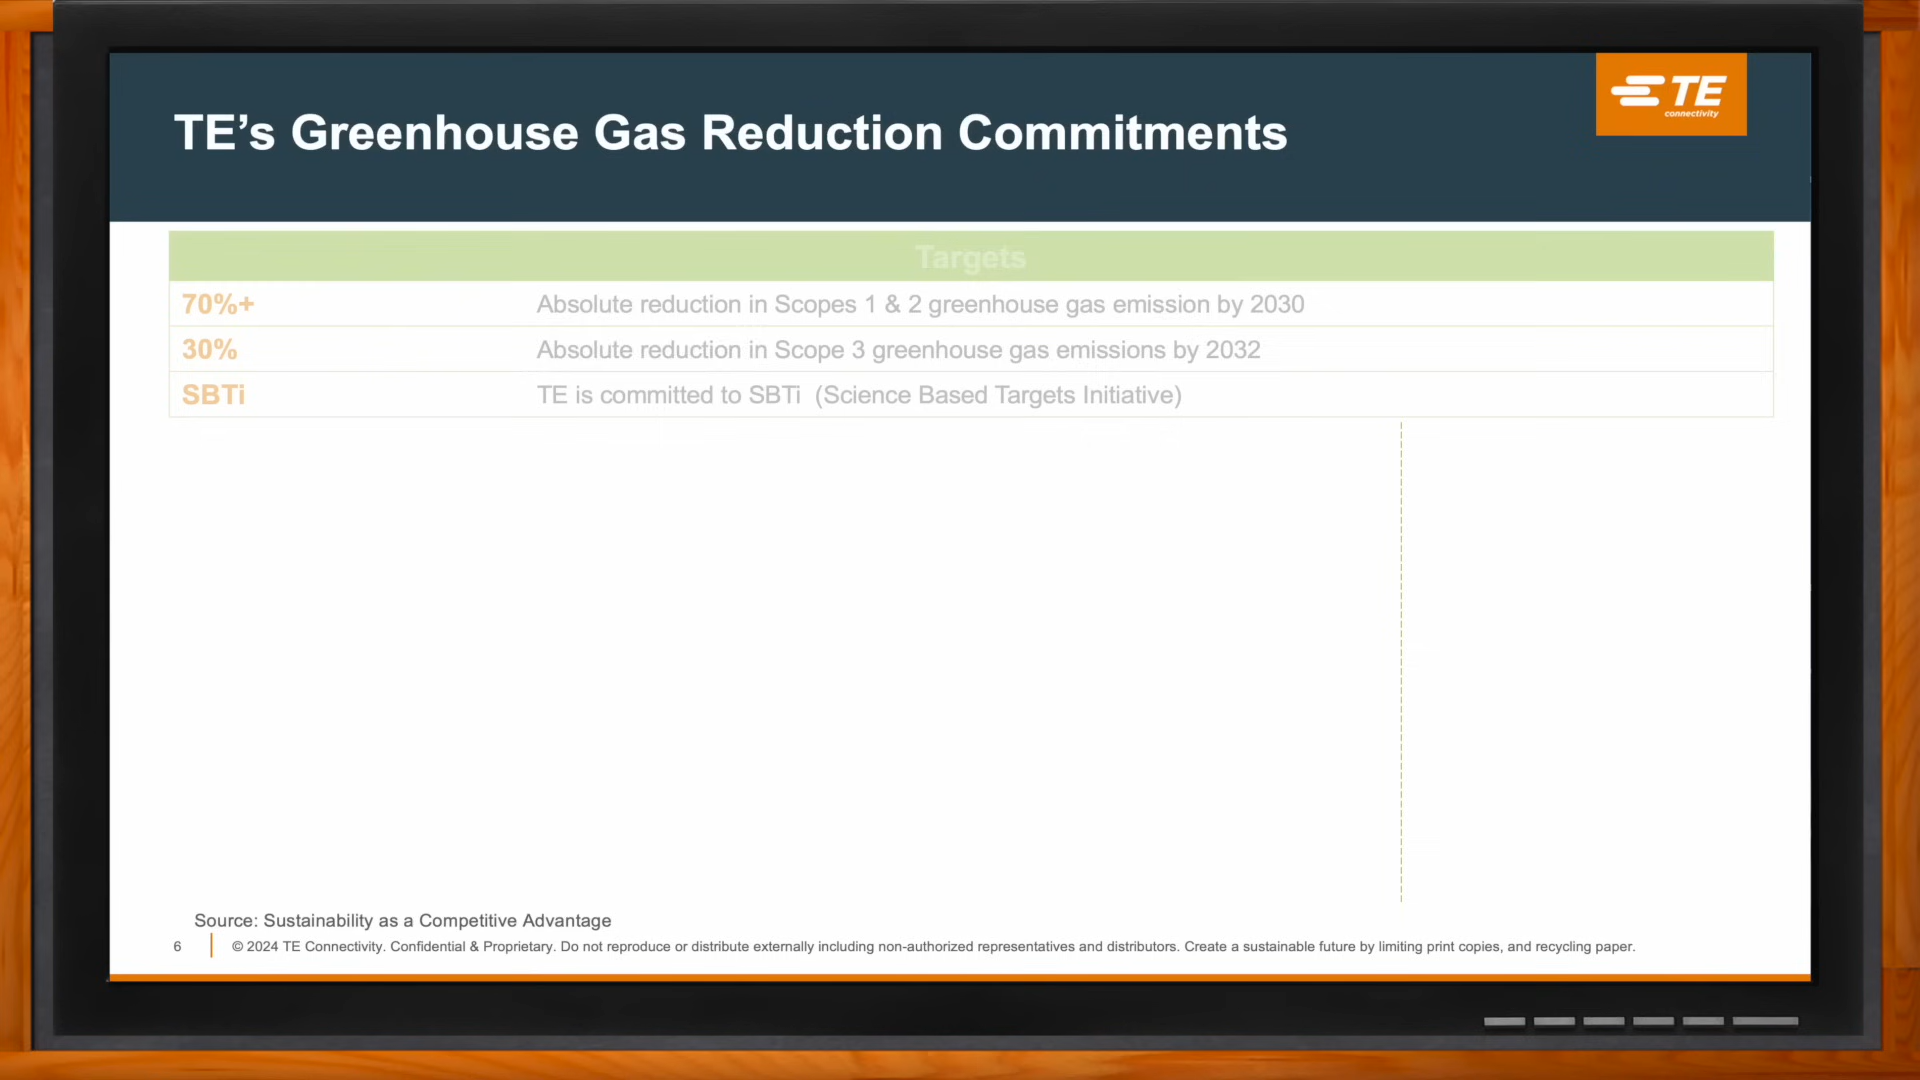 TE’s Greenhouse Gas Reduction Commitments
TE
connectivity
Targets
70%+ Absolute reduction in Scopes 1 & 2 greenhouse gas emission by 2030
30% Absolute reduction in Scope 3 greenhouse gas emissions by 2032
SBTi TE is committed to SBTi (Science Based Targets Initiative)
Source: Sustainability as a Competitive Advantage
6 © 2024 TE Connectivity. Confidential & Proprietary. Do not reproduce or distribute externally including non-authorized representatives and distributors. Create a sustainable future by limiting print copies, and recycling paper.